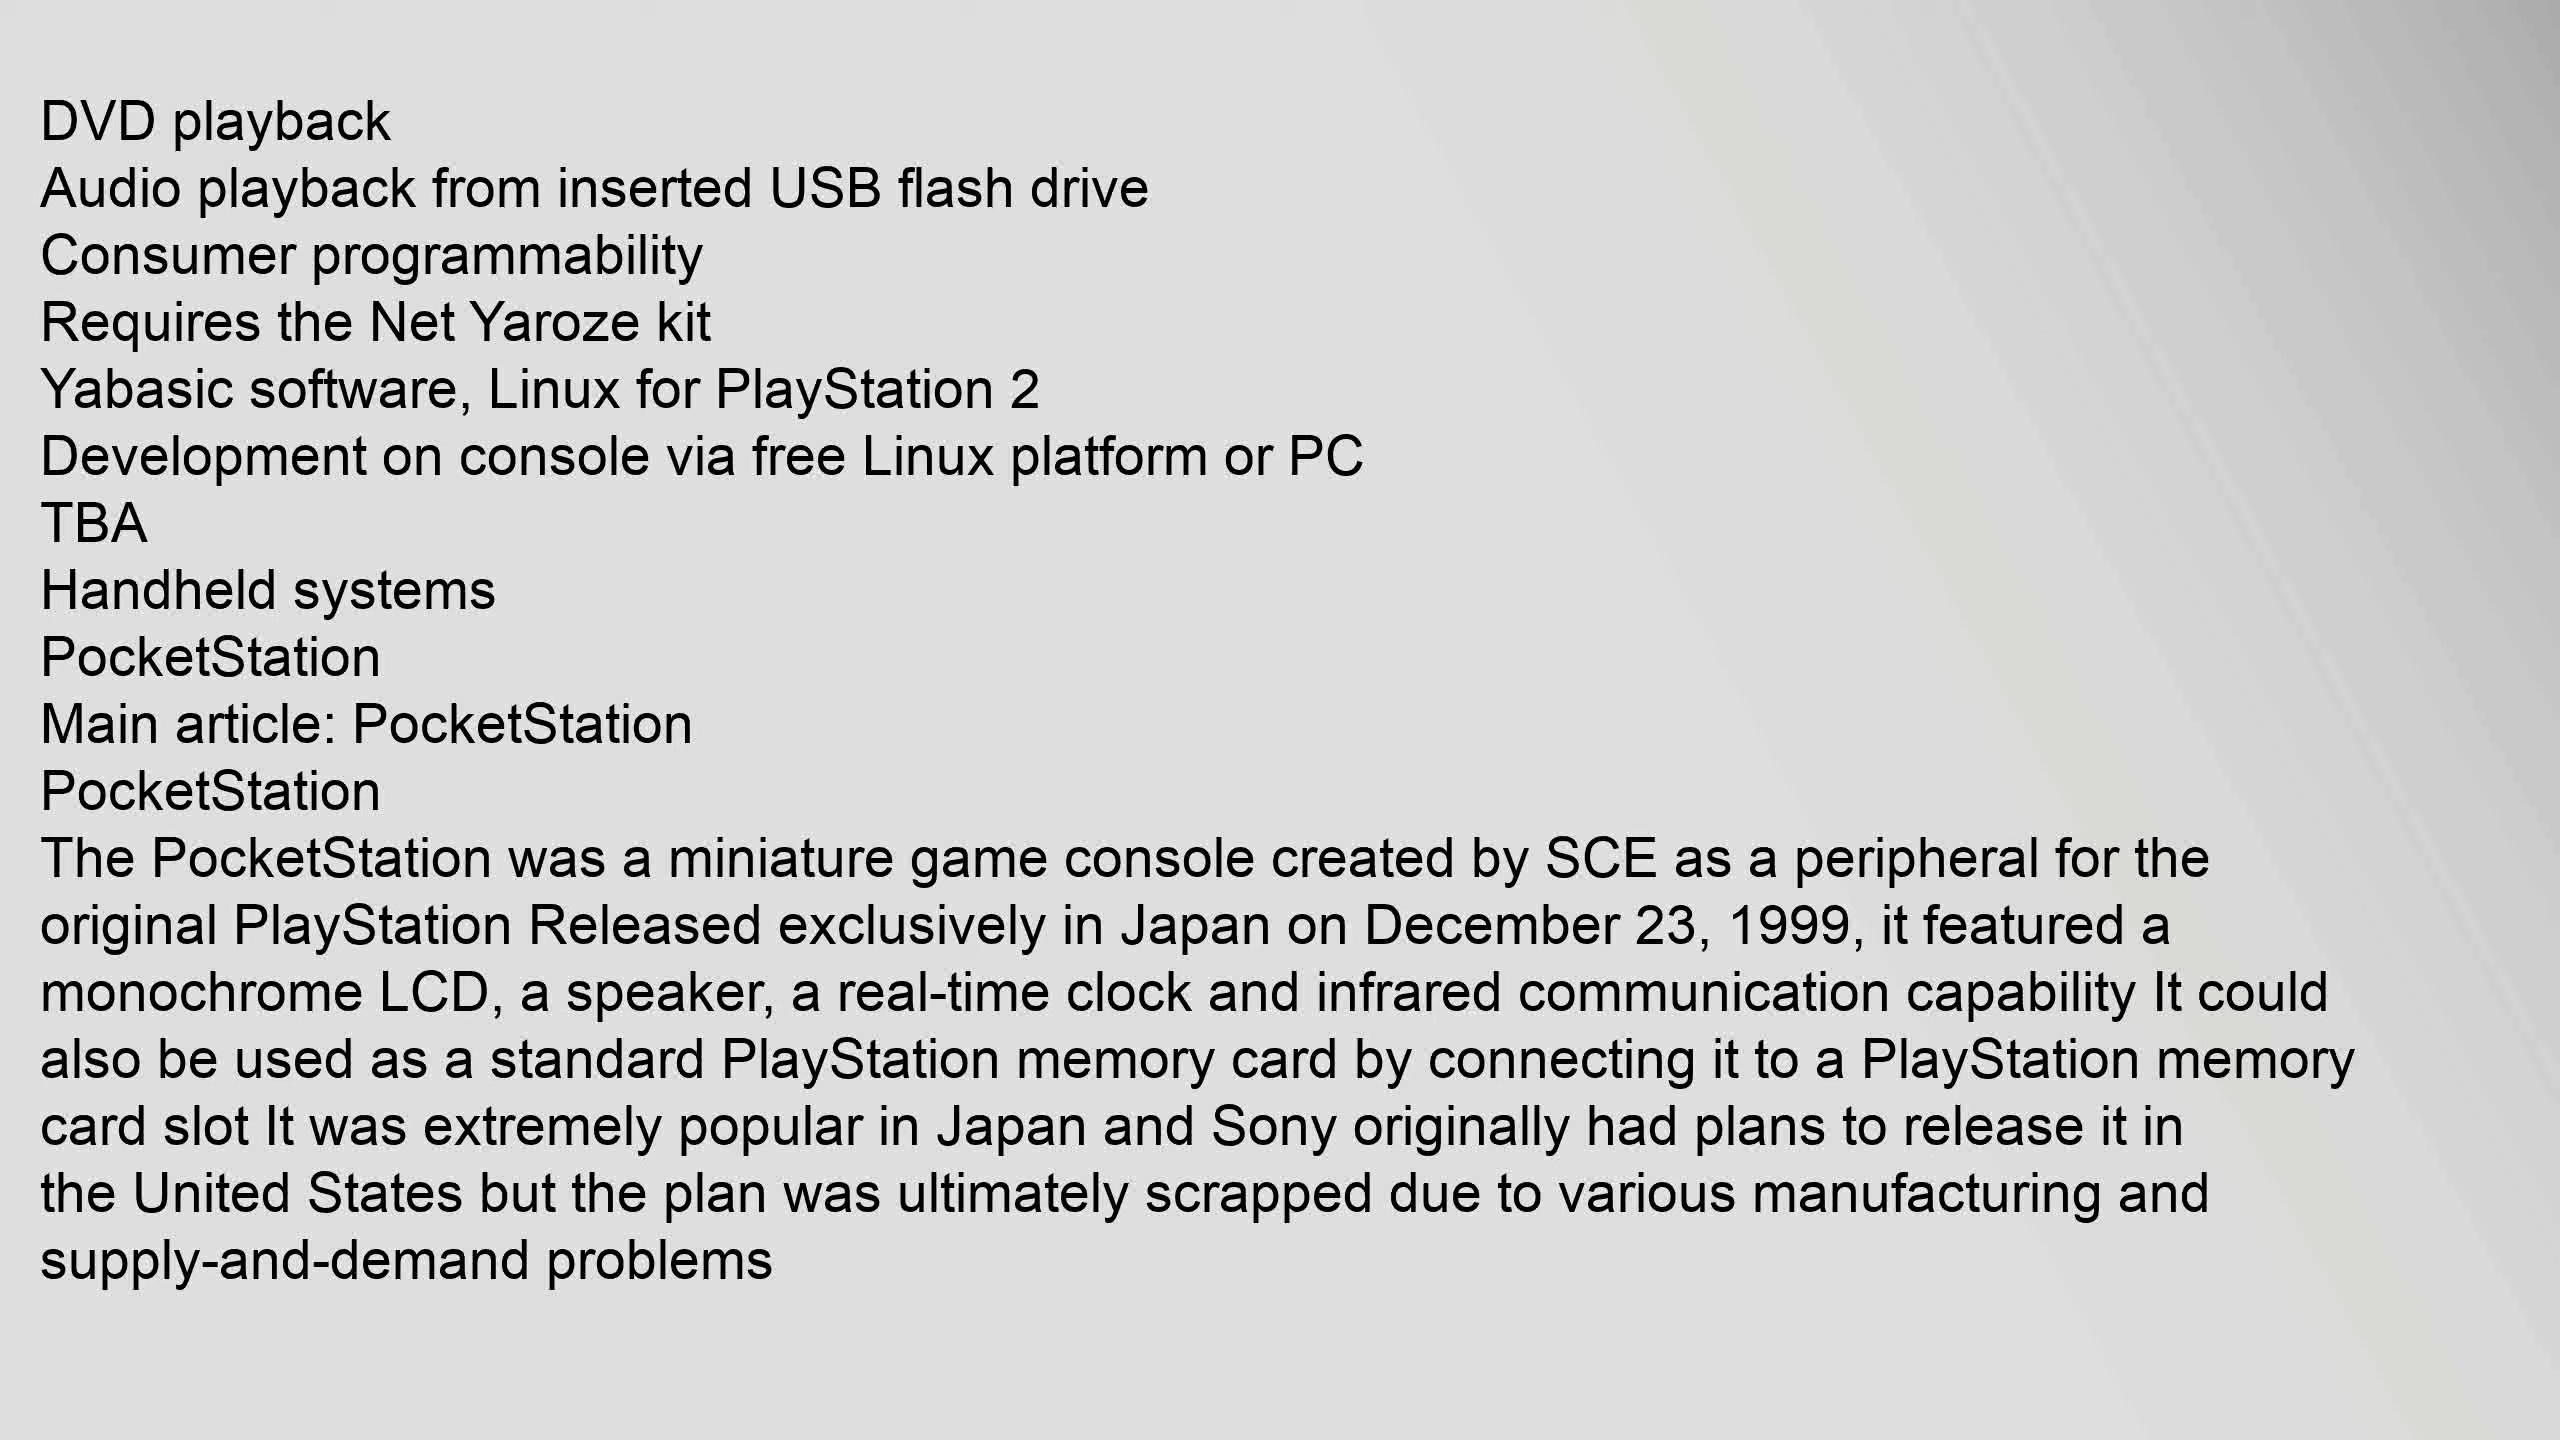 DVD playback
Audio playback from inserted USB flash drive
Consumer programmability
Requires the Net Yaroze kit
Yabasic software, Linux for PlayStation 2
Development on console via free Linux platform or PC
TBA
Handheld systems
PocketStation
Main article: PocketStation
PocketStation
The PocketStation was a miniature game console created by SCE as a peripheral for the
original PlayStation Released exclusively in Japan on December 23, 1999, it featured a
monochrome LCD, a speaker, a real-time clock and infrared communication capability It could
also be used as a standard PlayStation memory card by connecting it to a PlayStation memory
card slot It was extremely popular in Japan and Sony originally had plans to release it in
the United States but the plan was ultimately scrapped due to various manufacturing and
supply-and-demand problems